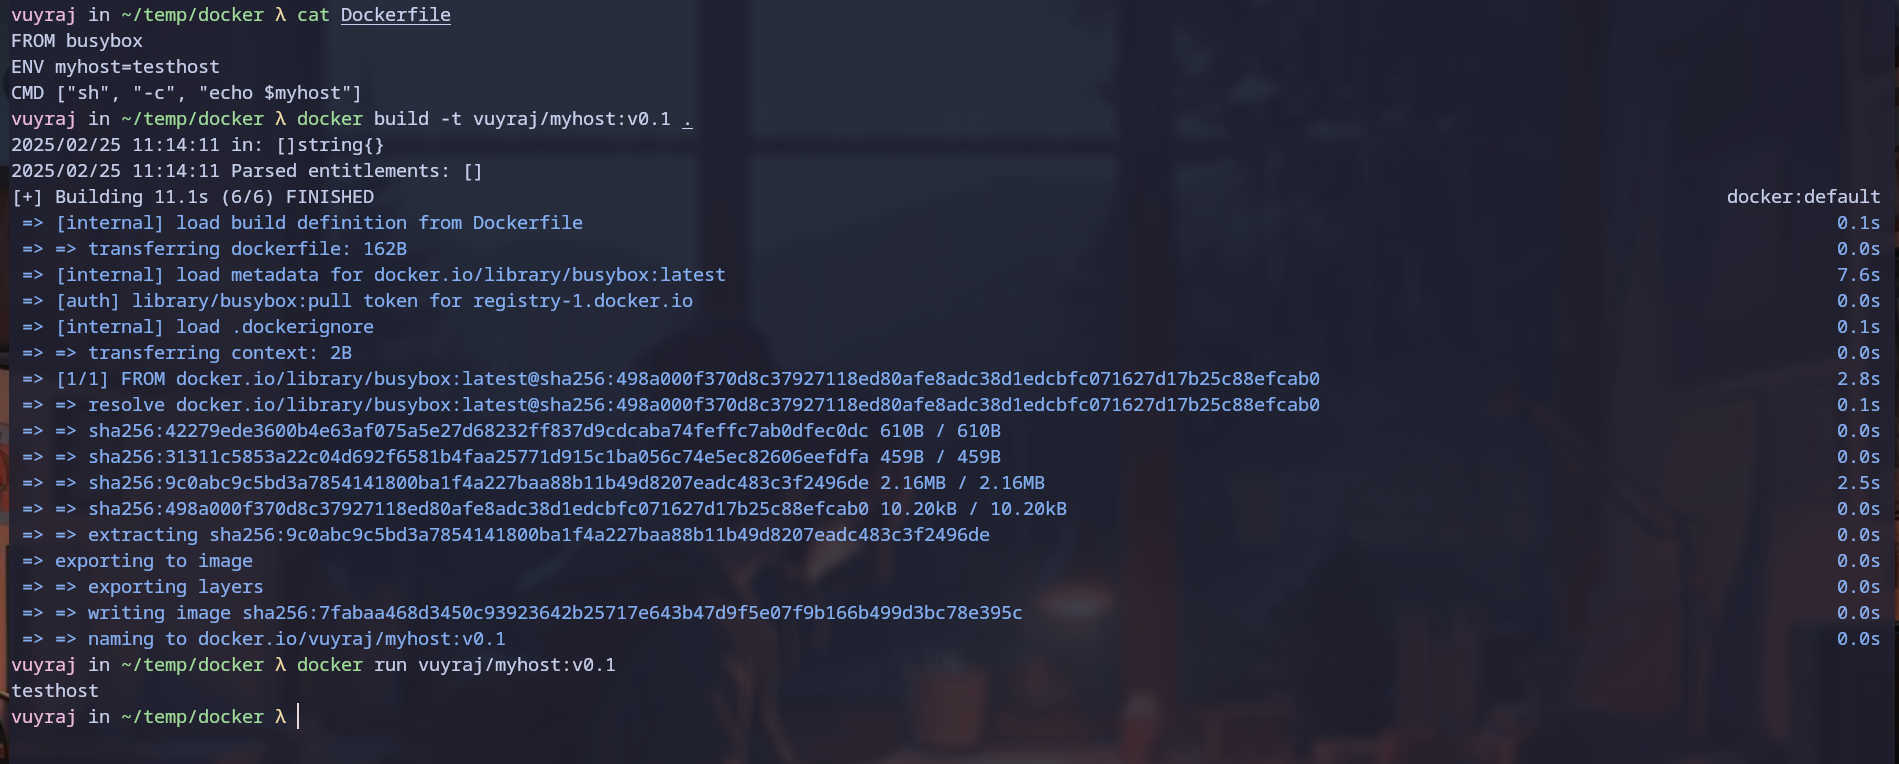 vuyraj in ~/temp/docker λ cat Dockerfile
FROM busybox
ENV myhost=testhost
CMD ["sh", "-c", "echo $myhost"]
vuyraj in ~/temp/docker λ docker build -t vuyraj/myhost:v0.1 .
2025/02/25 11:14:11 in: []string{}
2025/02/25 11:14:11 Parsed entitlements: []
[+] Building 11.1s (6/6) FINISHED docker:default
=> [internal] load build definition from Dockerfile 0.1s
=> => transferring dockerfile: 162B 0.0s
=> [internal] load metadata for docker.io/library/busybox:latest 7.6s
=> [auth] library/busybox:pull token for registry-1.docker.io 0.0s
=> [internal] load .dockerignore 0.1s
=> => transferring context: 2B 0.0s
=> [1/1] FROM docker.io/library/busybox:latest@sha256:498a000f370d8c37927118ed80afe8adc38d1edcbfc071627d17b25c88efcab0 2.8s
=> => resolve docker.io/library/busybox:latest@sha256:498a000f370d8c37927118ed80afe8adc38d1edcbfc071627d17b25c88efcab0 0.1s
=> => sha256:42279ede3600b4e63af075a5e27d68232ff837d9cdcaba74feffc7ab0dfec0dc 610B / 610B 0.0s
=> => sha256:31311c5853a22c04d692f6581b4faa25771d915c1ba056c74e5ec82606eefdfa 459B / 459B 0.0s
=> => sha256:9c0abc9c5bd3a7854141800ba1f4a227baa88b11b49d8207eadc483c3f2496de 2.16MB / 2.16MB 2.5s
=> => sha256:498a000f370d8c37927118ed80afe8adc38d1edcbfc071627d17b25c88efcab0 10.20kB / 10.20kB 0.0s
=> => extracting sha256:9c0abc9c5bd3a7854141800ba1f4a227baa88b11b49d8207eadc483c3f2496de 0.0s
=> exporting to image 0.0s
=> => exporting layers 0.0s
=> => writing image sha256:7fabaa468d3450c93923642b25717e643b47d9f5e07f9b166b499d3bc78e395c 0.0s
=> => naming to docker.io/vuyraj/myhost:v0.1 0.0s
vuyraj in ~/temp/docker λ docker run vuyraj/myhost:v0.1
testhost
vuyraj in ~/temp/docker λ